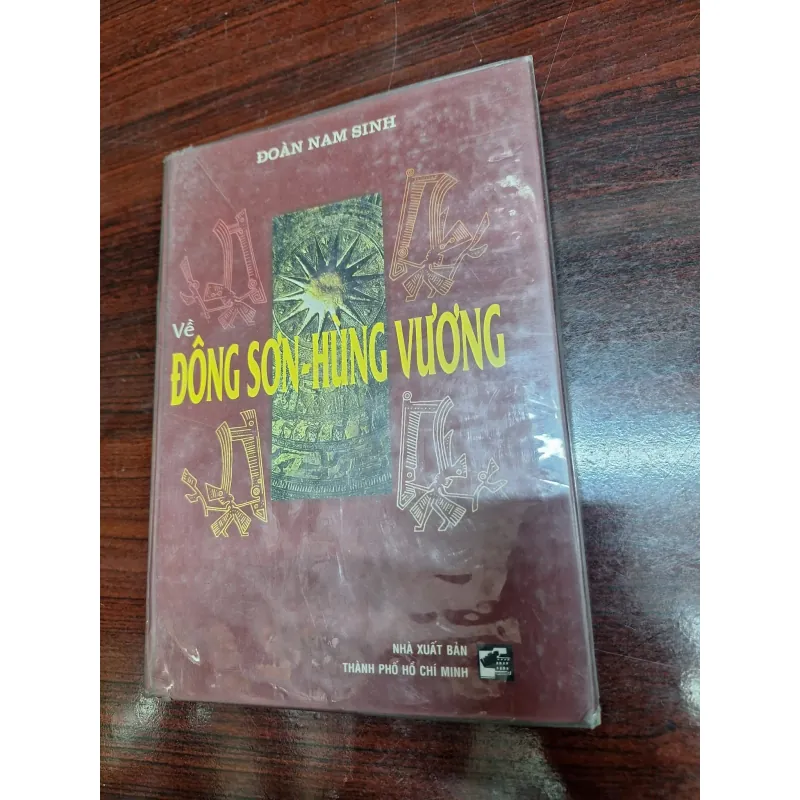 ĐOÀN NAM SINH
Về
ĐÔNG SƠN-HÙNG VƯƠNG
NHÀ XUẤT BẢN
THÀNH PHỐ HỒ CHÍ MINH